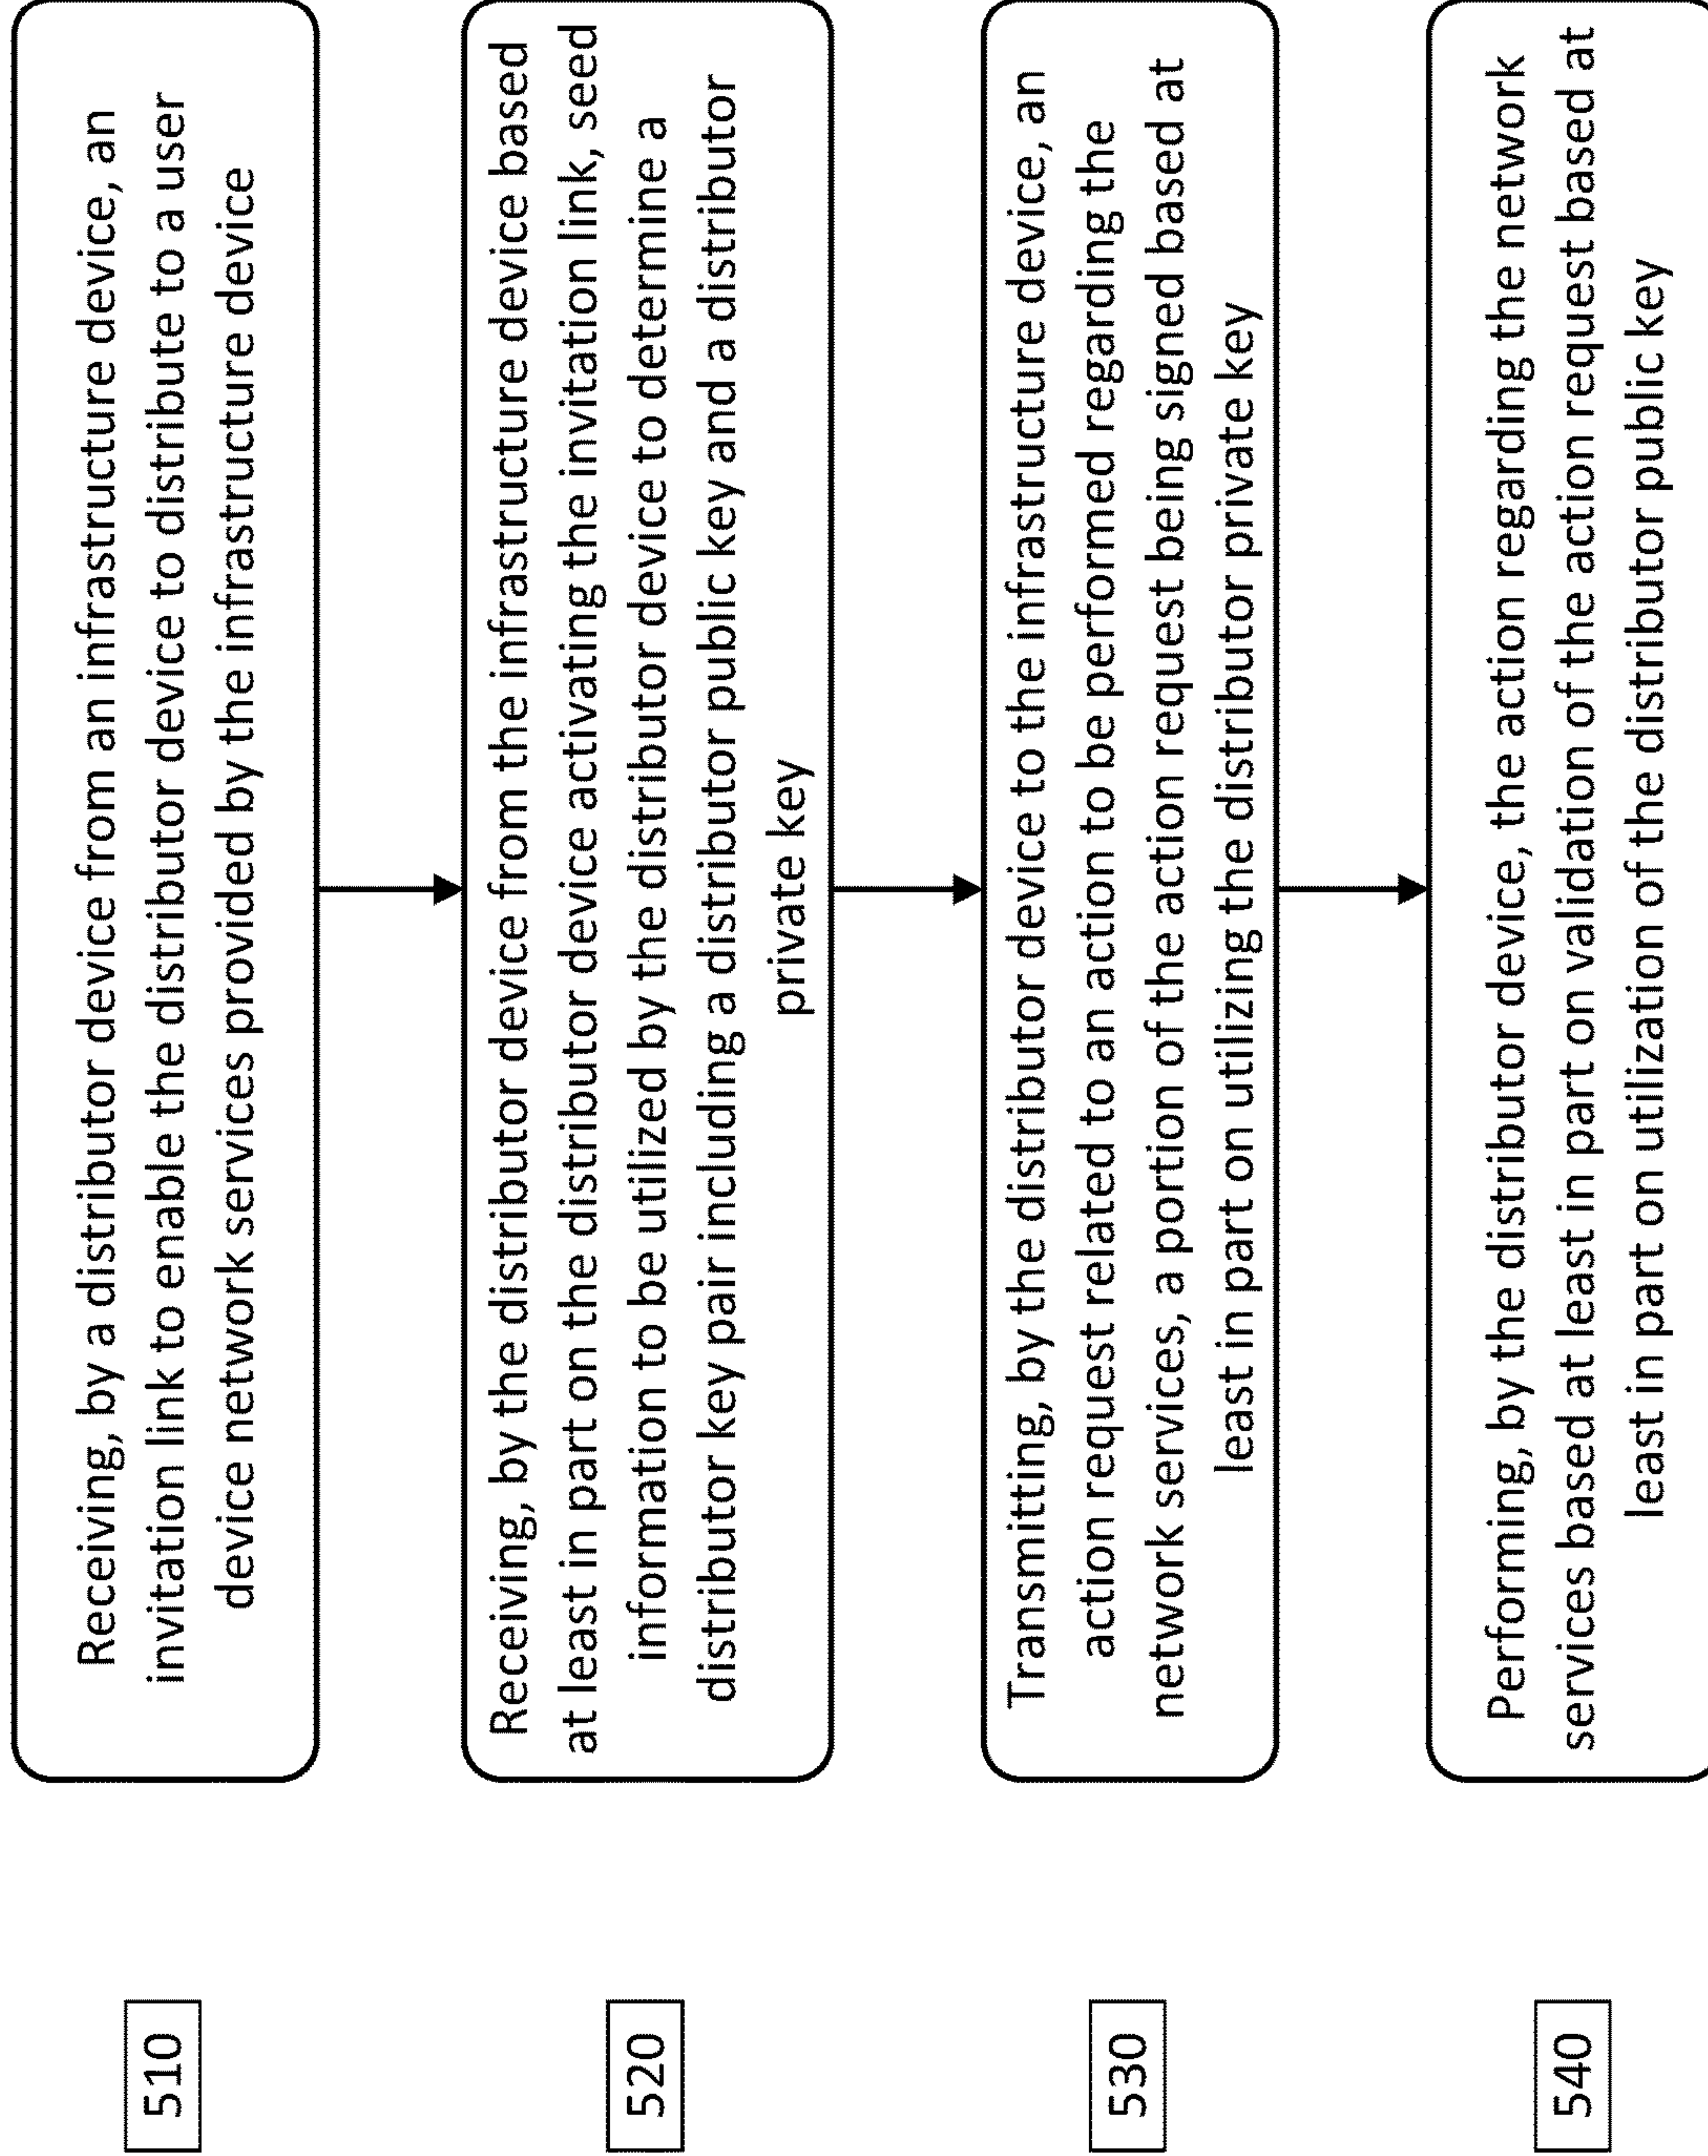 510
Receiving, by a distributor device from an infrastructure device, an
invitation link to enable the distributor device to distribute to a user
device network services provided by the infrastructure device
520
Receiving, by the distributor device from the infrastructure device based
at least in part on the distributor device activating the invitation link, seed
information to be utilized by the distributor device to determine a
distributor key pair including a distributor public key and a distributor
private key
530
Transmitting, by the distributor device to the infrastructure device, an
action request related to an action to be performed regarding the
network services, a portion of the action request being signed based at
least in part on utilizing the distributor private key
540
Performing, by the distributor device, the action regarding the network
services based at least in part on validation of the action request based at
least in part on utilization of the distributor public key